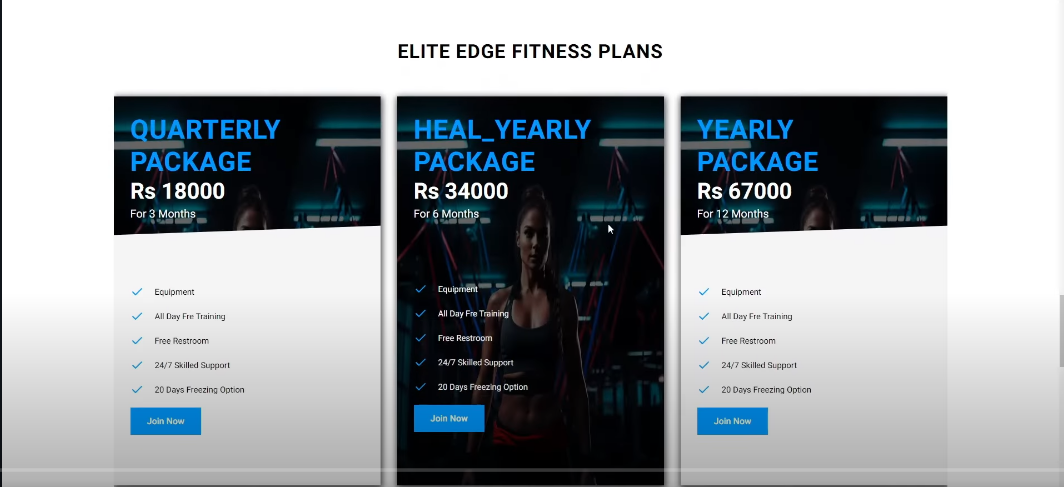 ELITE EDGE FITNESS PLANS
QUARTERLY
PACKAGE
Rs 18000
For 3 Months
Equipment
All Day Fre Training
Free Restroom
24/7 Skilled Support
20 Days Freezing Option
Join Now
HEAL_YEARLY
PACKAGE
Rs 34000
For 6 Months
Equipment
All Day Fre Training
Free Restroom
24/7 Skilled Support
20 Days Freezing Option
Join Now
YEARLY
PACKAGE
Rs 67000
For 12 Months
Equipment
All Day Fre Training
Free Restroom
24/7 Skilled Support
20 Days Freezing Option
Join Now